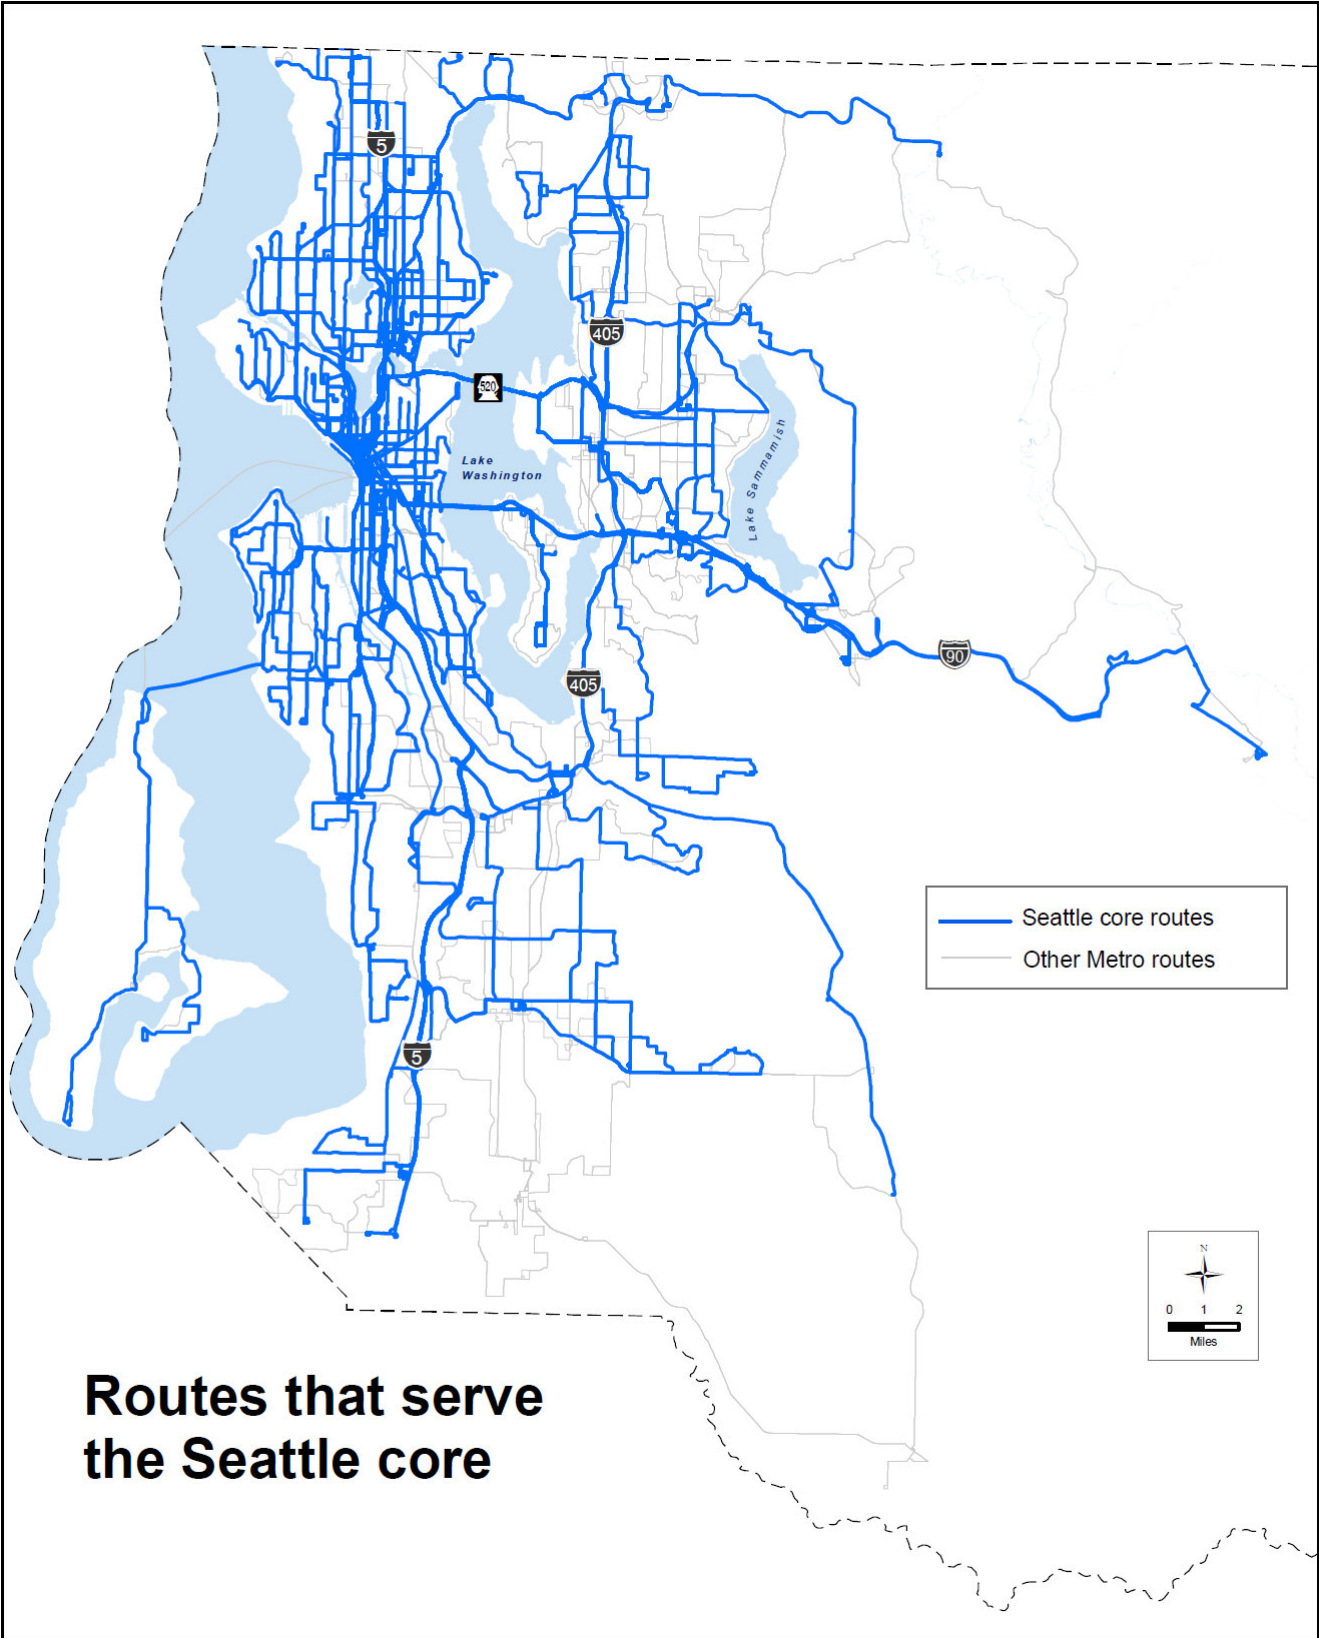 5
405
520
Lake
Washington
Lake Sammamish
90
405
Seattle core routes
Other Metro routes
5
N
0 1 2
Miles
Routes that serve
the Seattle core